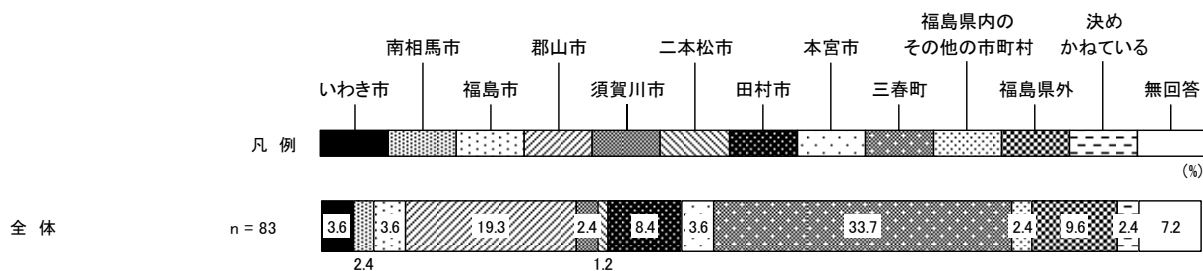 福島県内の
その他の市町村
決め
かねている
南相馬市
郡山市
二本松市
本宮市
いわき市
福島市
須賀川市
田村市
三春町
福島県外
無回答
凡 例
(%)
全 体
n = 83
3.6
3.6
19.3
2.4
8.4
3.6
33.7
2.4
9.6
2.4
7.2
2.4
1.2